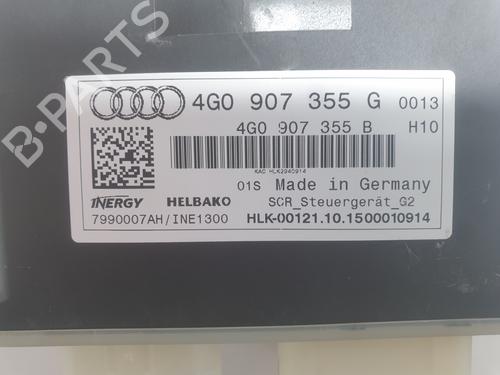 4G0 907 355 G 0013
4G0 907 355 B H10
KAC HLK2940914
01S Made in Germany
INERGY HELBAKO SCR_Steuergerät_G2
7990007AH/INE1300 HLK-00121.10.1500010914
B-PARTS